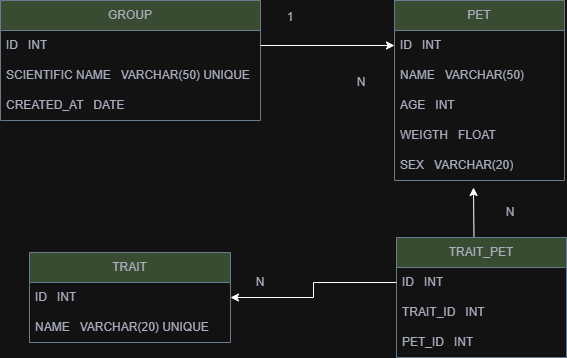 GROUP
ID INT
SCIENTIFIC NAME VARCHAR(50) UNIQUE
CREATED_AT DATE
1
N
PET
ID INT
NAME VARCHAR(50)
AGE INT
WEIGTH FLOAT
SEX VARCHAR(20)
N
TRAIT
ID INT
NAME VARCHAR(20) UNIQUE
N
TRAIT_PET
ID INT
TRAIT_ID INT
PET_ID INT